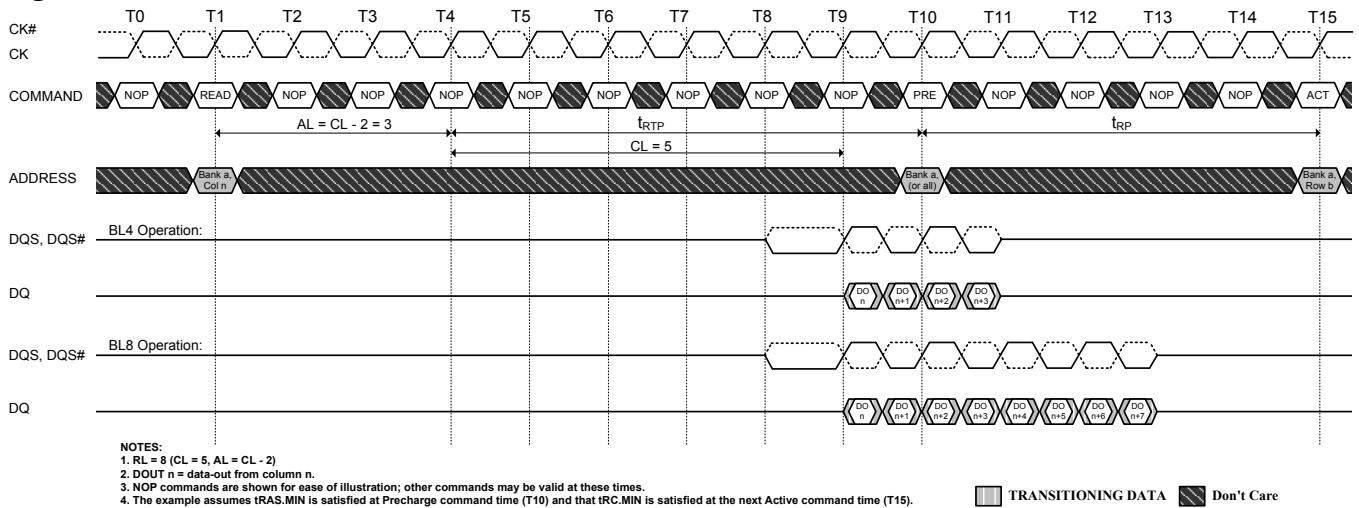 T0 T1 T2 T3 T4 T5 T6 T7 T8 T9 T10 T11 T12 T13 T14 T15
CK#
CK
COMMAND NOP READ NOP NOP NOP NOP NOP NOP NOP NOP PRE NOP NOP NOP NOP ACT
AL = CL - 2 = 3 tRTP tRP
CL = 5
ADDRESS Bank a, Col n Bank a, (or all) Bank a, Row b
DQS, DQS# BL4 Operation:
DQ DO n DO n+1 DO n+2 DO n+3
DQS, DQS# BL8 Operation:
DQ DO n DO n+1 DO n+2 DO n+3 DO n+4 DO n+5 DO n+6 DO n+7
NOTES:
1. RL = 8 (CL = 5, AL = CL - 2)
2. DOUT n = data-out from column n.
3. NOP commands are shown for ease of illustration; other commands may be valid at these times.
4. The example assumes tRAS.MIN is satisfied at Precharge command time (T10) and that tRC.MIN is satisfied at the next Active command time (T15).
TRANSITIONING DATA Don't Care